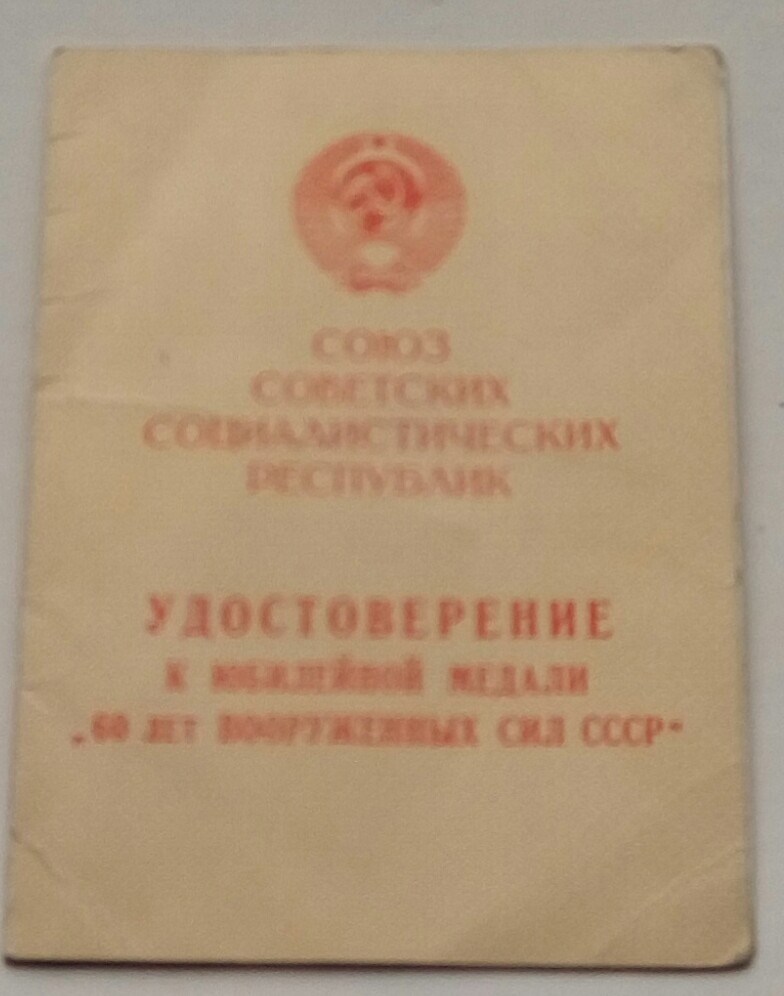 СОЮЗ
СОВЕТСКИХ
СОЦИАЛИСТИЧЕСКИХ
РЕСПУБЛИК
УДОСТОВЕРЕНИЕ
К ЮБИЛЕЙНОЙ МЕДАЛИ
„60 ЛЕТ ВООРУЖЕННЫХ СИЛ СССР"